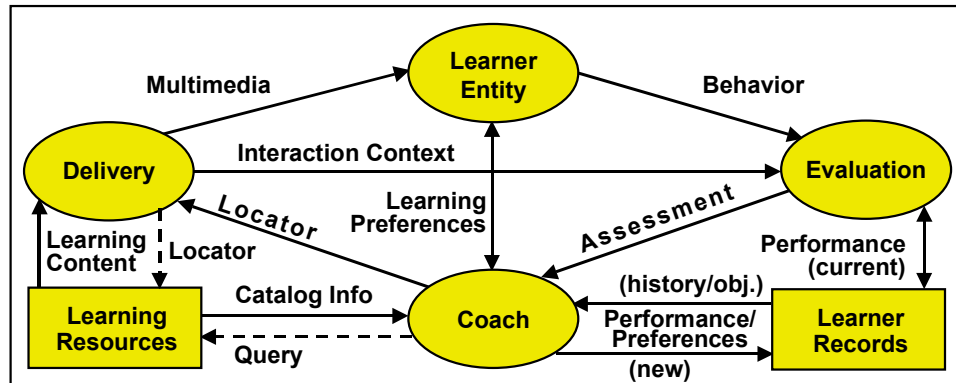 Learner
Entity
Multimedia
Behavior
Interaction Context
Delivery
Evaluation
Learning
Preferences
Locator
Assessment
Learning
Content
Locator
Performance
(current)
Catalog Info
(history/obj.)
Learning
Resources
Coach
Performance/
Preferences
Learner
Records
Query
(new)